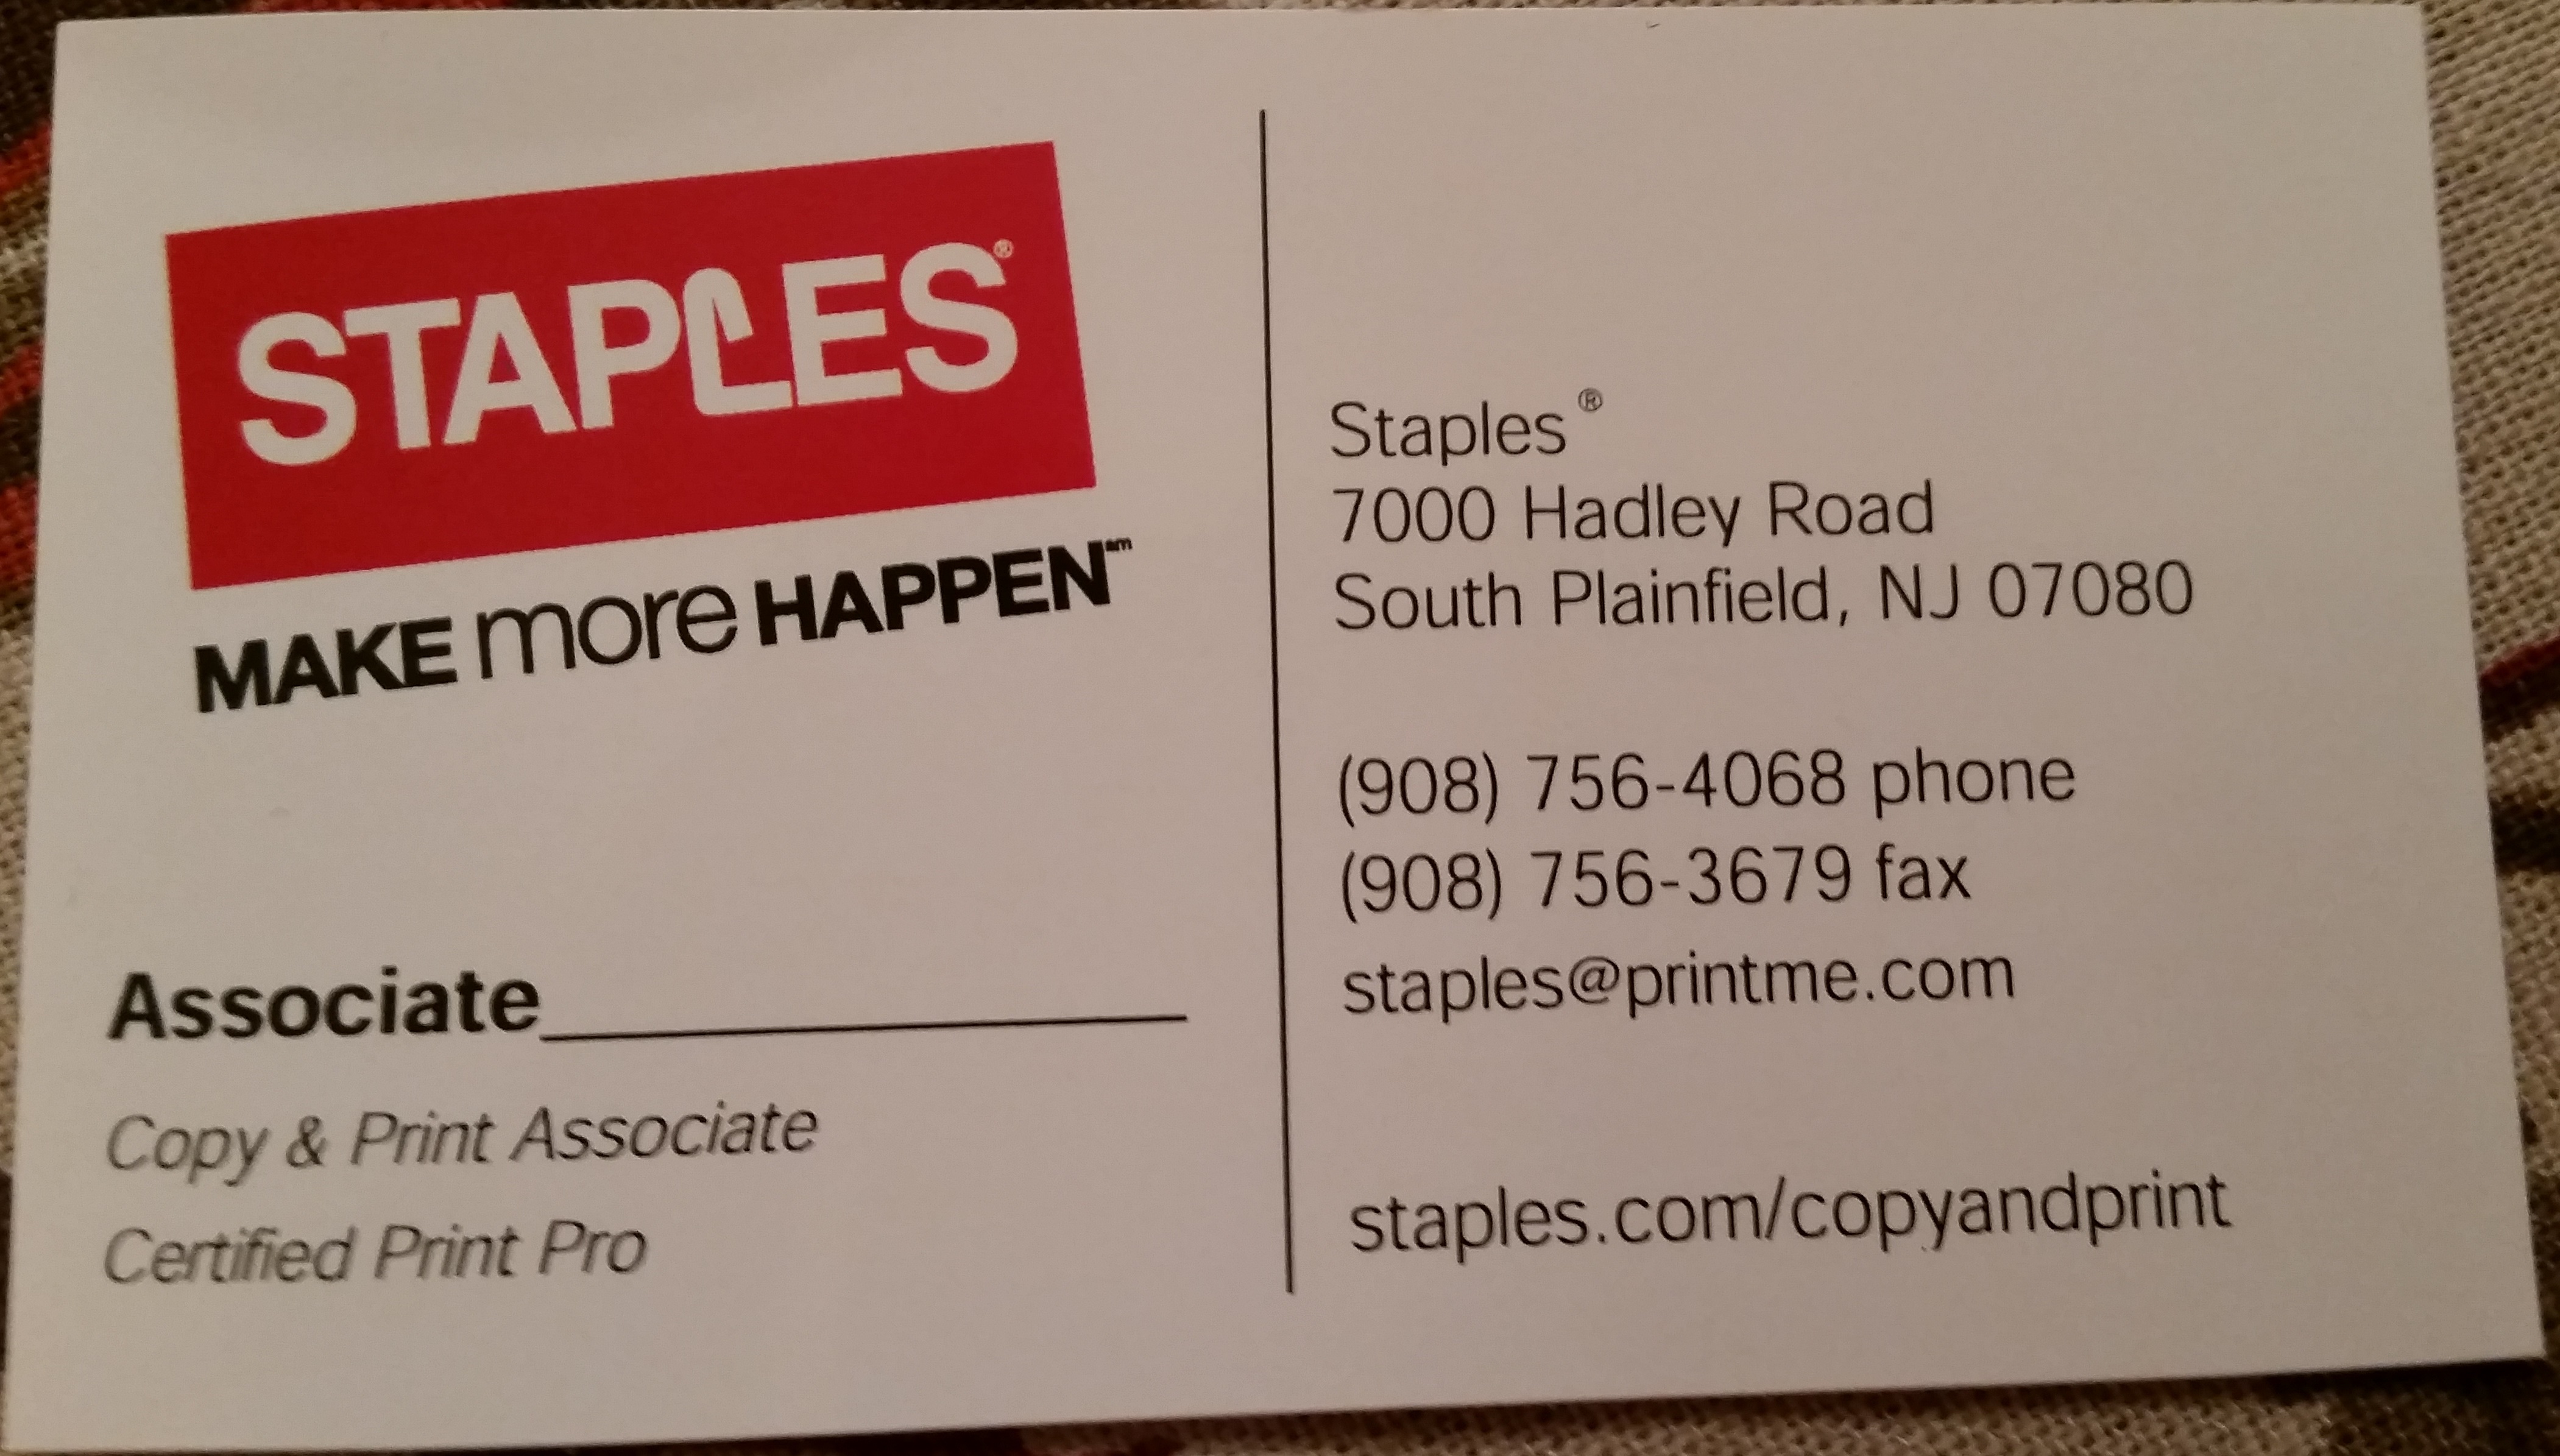 STAPLES®
MAKE more HAPPEN℠
Associate
Copy & Print Associate
Certified Print Pro
Staples®
7000 Hadley Road
South Plainfield, NJ 07080
(908) 756-4068 phone
(908) 756-3679 fax
staples@printme.com
staples.com/copyandprint